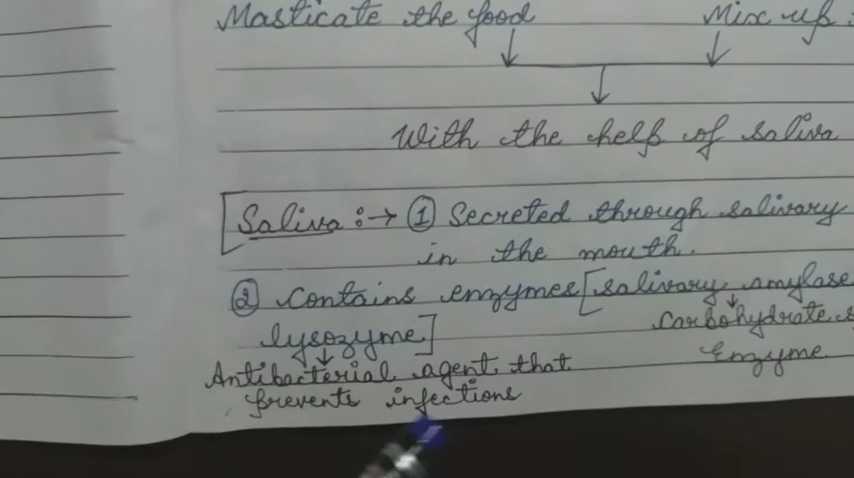 Masticate the food Mix up
With the help of saliva
Saliva :→ ① Secreted through salivary
in the mouth.
② Contains enzymes [salivary amylase
Carbohydrate
lysozyme]
Enzyme
Antibacterial agent that
prevents infections